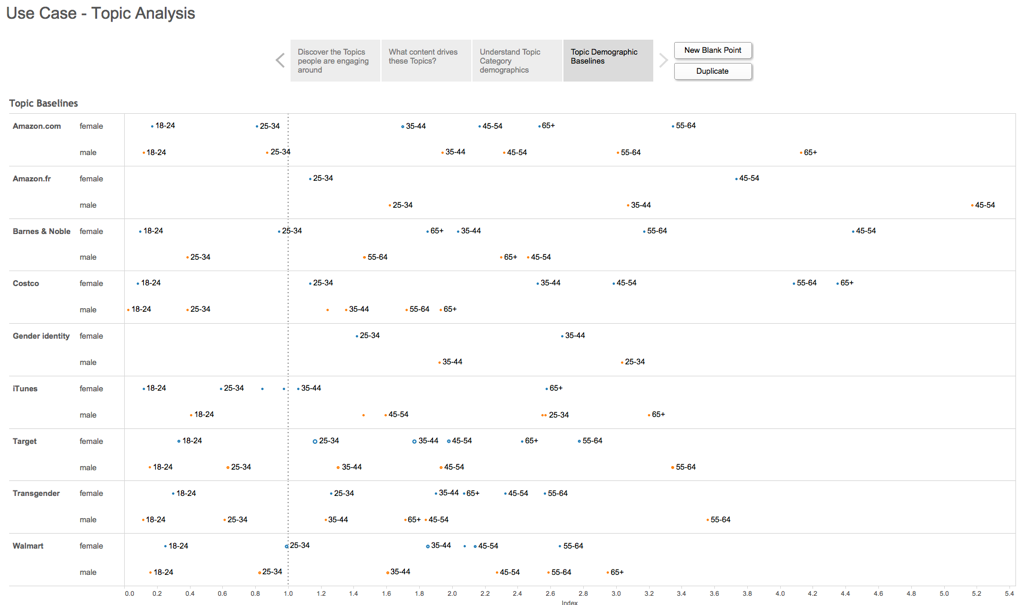 Use Case - Topic Analysis
Discover the Topics people are engaging around
What content drives these Topics?
Understand Topic Category demographics
Topic Demographic Baselines
New Blank Point
Duplicate
Topic Baselines
Amazon.com female 18-24 25-34 35-44 45-54 65+ 55-64
male 18-24 25-34 35-44 45-54 55-64 65+
Amazon.fr female 25-34 45-54
male 25-34 35-44 45-54
Barnes & Noble female 18-24 25-34 65+ 35-44 55-64 45-54
male 25-34 55-64 65+ 45-54
Costco female 18-24 25-34 35-44 45-54 55-64 65+
male 18-24 25-34 35-44 55-64 65+
Gender identity female 25-34 35-44
male 35-44 25-34
iTunes female 18-24 25-34 35-44 65+
male 18-24 45-54 25-34 65+
Target female 18-24 25-34 35-44 45-54 65+ 55-64
male 18-24 25-34 35-44 45-54 55-64
Transgender female 18-24 25-34 35-44 65+ 45-54 55-64
male 18-24 25-34 35-44 65+ 45-54 55-64
Walmart female 18-24 25-34 35-44 45-54 55-64
male 18-24 25-34 35-44 45-54 55-64 65+
0.0 0.2 0.4 0.6 0.8 1.0 1.2 1.4 1.6 1.8 2.0 2.2 2.4 2.6 2.8 3.0 3.2 3.4 3.6 3.8 4.0 4.2 4.4 4.6 4.8 5.0 5.2 5.4
Index